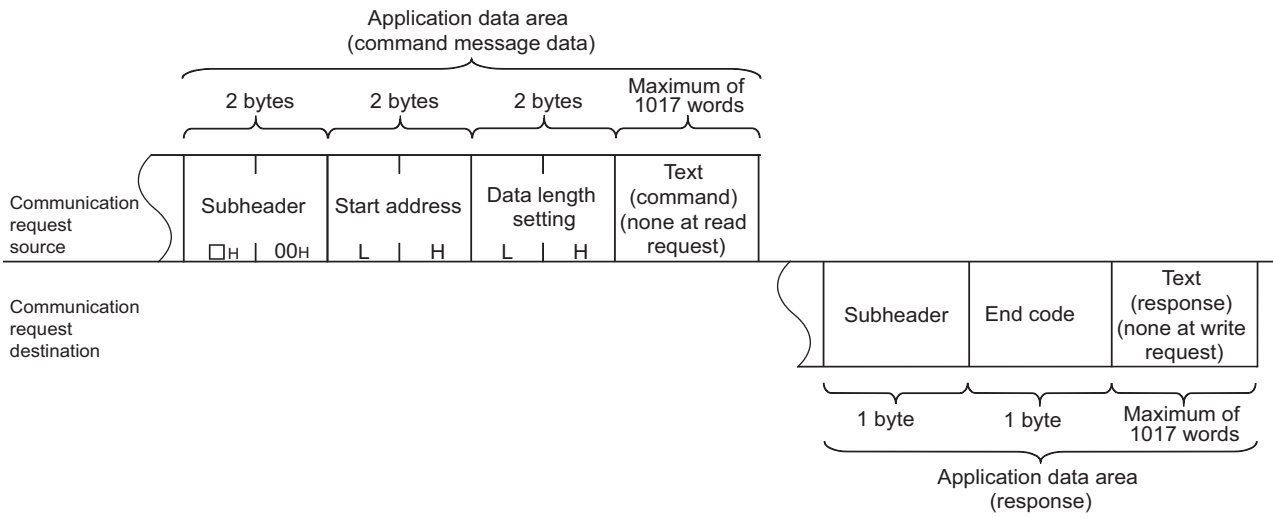 Application data area
(command message data)
2 bytes
2 bytes
2 bytes
Maximum of
1017 words
Communication
request
source
Subheader
□H
00H
Start address
L
H
Data length
setting
L
H
Text
(command)
(none at read
request)
Communication
request
destination
Subheader
End code
Text
(response)
(none at write
request)
1 byte
1 byte
Maximum of
1017 words
Application data area
(response)